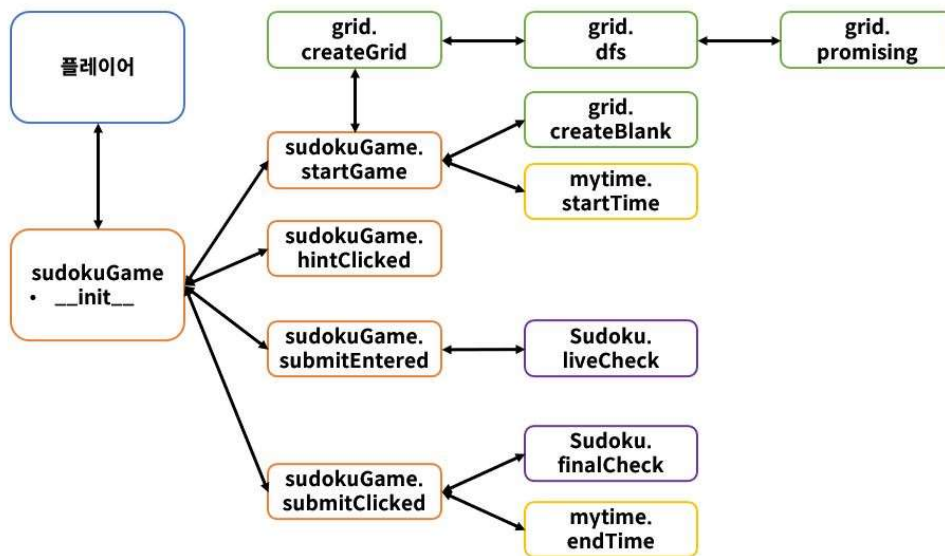 플레이어
grid.
createGrid
grid.
dfs
grid.
promising
grid.
createBlank
sudokuGame.
startGame
mytime.
startTime
sudokuGame.
hintClicked
sudokuGame
• __init__
sudokuGame.
submitEntered
Sudoku.
liveCheck
Sudoku.
finalCheck
sudokuGame.
submitClicked
mytime.
endTime